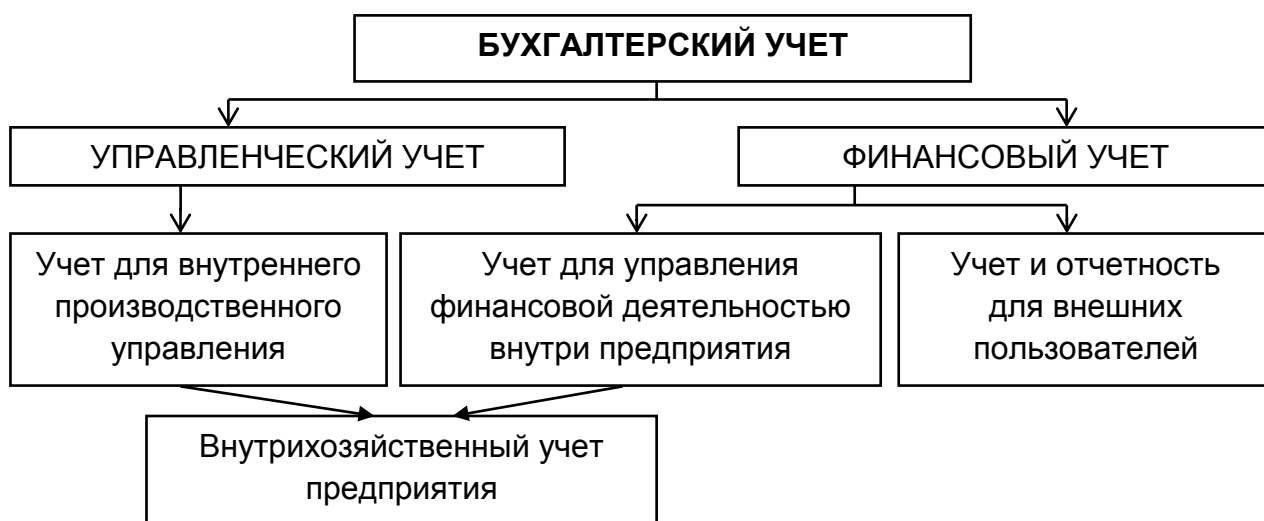 БУХГАЛТЕРСКИЙ УЧЕТ
УПРАВЛЕНЧЕСКИЙ УЧЕТ
ФИНАНСОВЫЙ УЧЕТ
Учет для внутреннего
производственного
управления
Учет для управления
финансовой деятельностью
внутри предприятия
Учет и отчетность
для внешних
пользователей
Внутрихозяйственный учет
предприятия